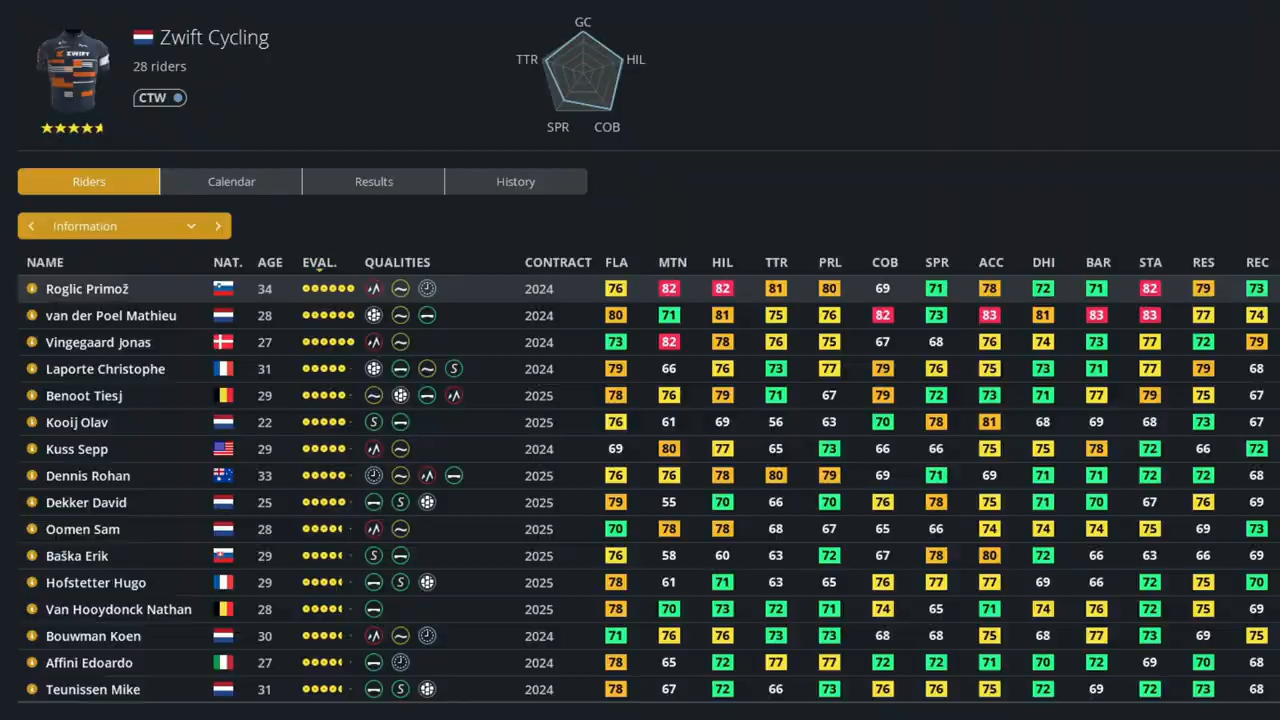 Zwift Cycling
28 riders
CTW
ZWIFT
GC
HIL
COB
SPR
TTR
Riders Calendar Results History
Information
NAME NAT. AGE EVAL. QUALITIES CONTRACT FLA MTN HIL TTR PRL COB SPR ACC DHI BAR STA RES REC
Roglic Primož 34 2024 76 82 82 81 80 69 71 78 72 71 82 79 73
van der Poel Mathieu 28 2024 80 71 81 75 76 82 73 83 81 83 83 77 74
Vingegaard Jonas 27 2024 73 82 78 76 75 67 68 76 74 73 77 72 79
Laporte Christophe 31 S 2024 79 66 76 73 77 79 76 75 73 71 77 79 68
Benoot Tiesj 29 2024 78 76 79 71 67 79 72 73 71 77 79 75 67
Kooij Olav 22 S 2024 76 61 69 56 63 70 78 81 68 69 68 73 67
Kuss Sepp 29 2024 69 80 77 65 73 66 66 75 75 78 72 66 72
Dennis Rohan 33 2025 76 76 78 80 79 69 71 69 71 71 72 72 68
Dekker David 25 S 2025 79 55 70 66 70 76 78 75 71 70 67 76 69
Oomen Sam 28 2025 70 78 78 68 67 65 66 74 74 74 75 69 73
Baška Erik 29 S 2025 76 58 60 63 72 67 78 80 72 66 63 66 69
Hofstetter Hugo 29 S 2025 78 61 71 63 65 76 77 77 69 66 72 75 70
Van Hooydonck Nathan 28 2025 78 70 73 72 71 74 65 71 74 76 72 75 69
Bouwman Koen 30 2024 71 76 76 73 73 68 68 75 68 77 73 69 75
Affini Edoardo 27 2024 78 65 72 77 77 72 72 71 70 72 69 70 68
Teunissen Mike 31 S 2024 78 67 72 66 73 76 76 75 72 69 72 73 68